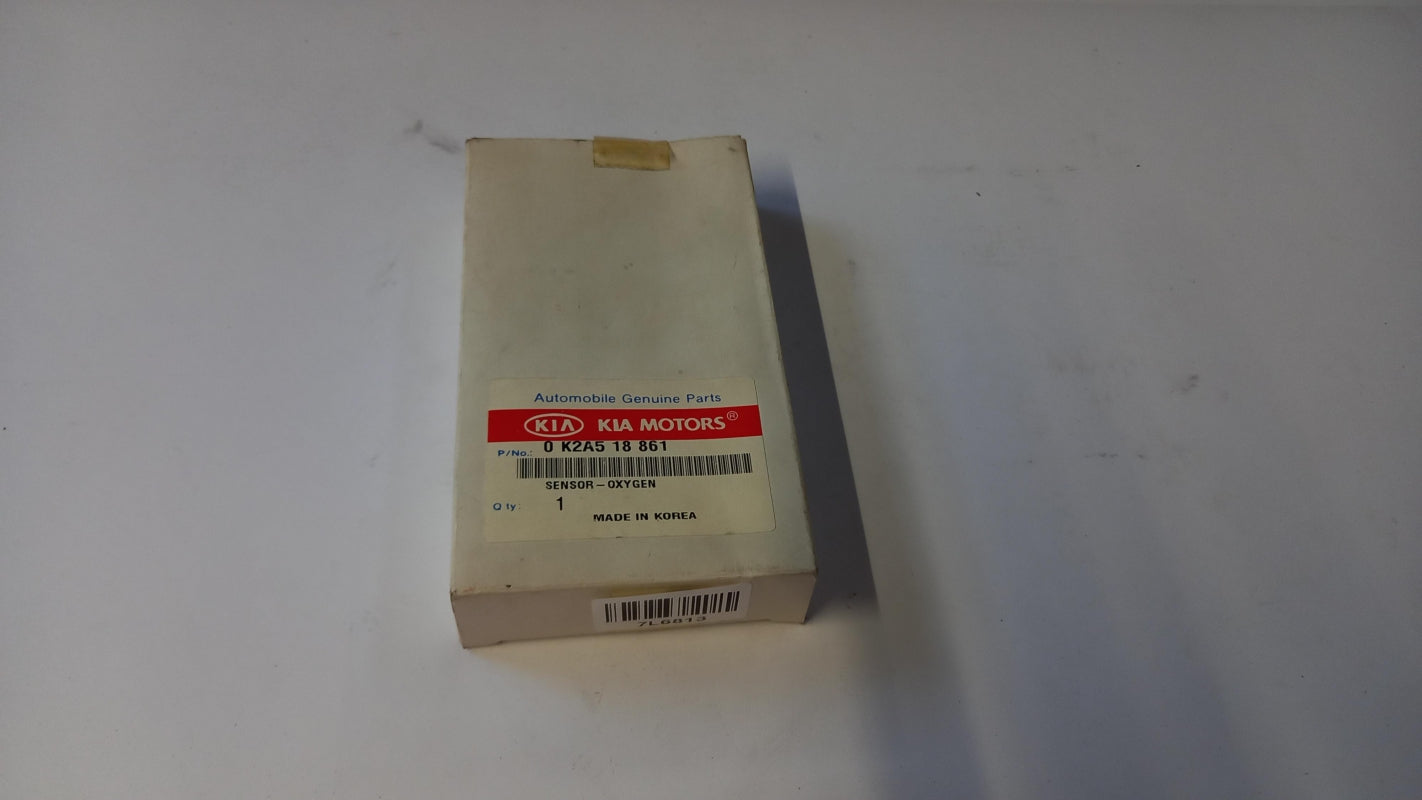 Automobile Genuine Parts
KIA KIA MOTORS®
P/No.: 0 K2A5 18 861
SENSOR-OXYGEN
Q ty: 1
MADE IN KOREA
7L6813